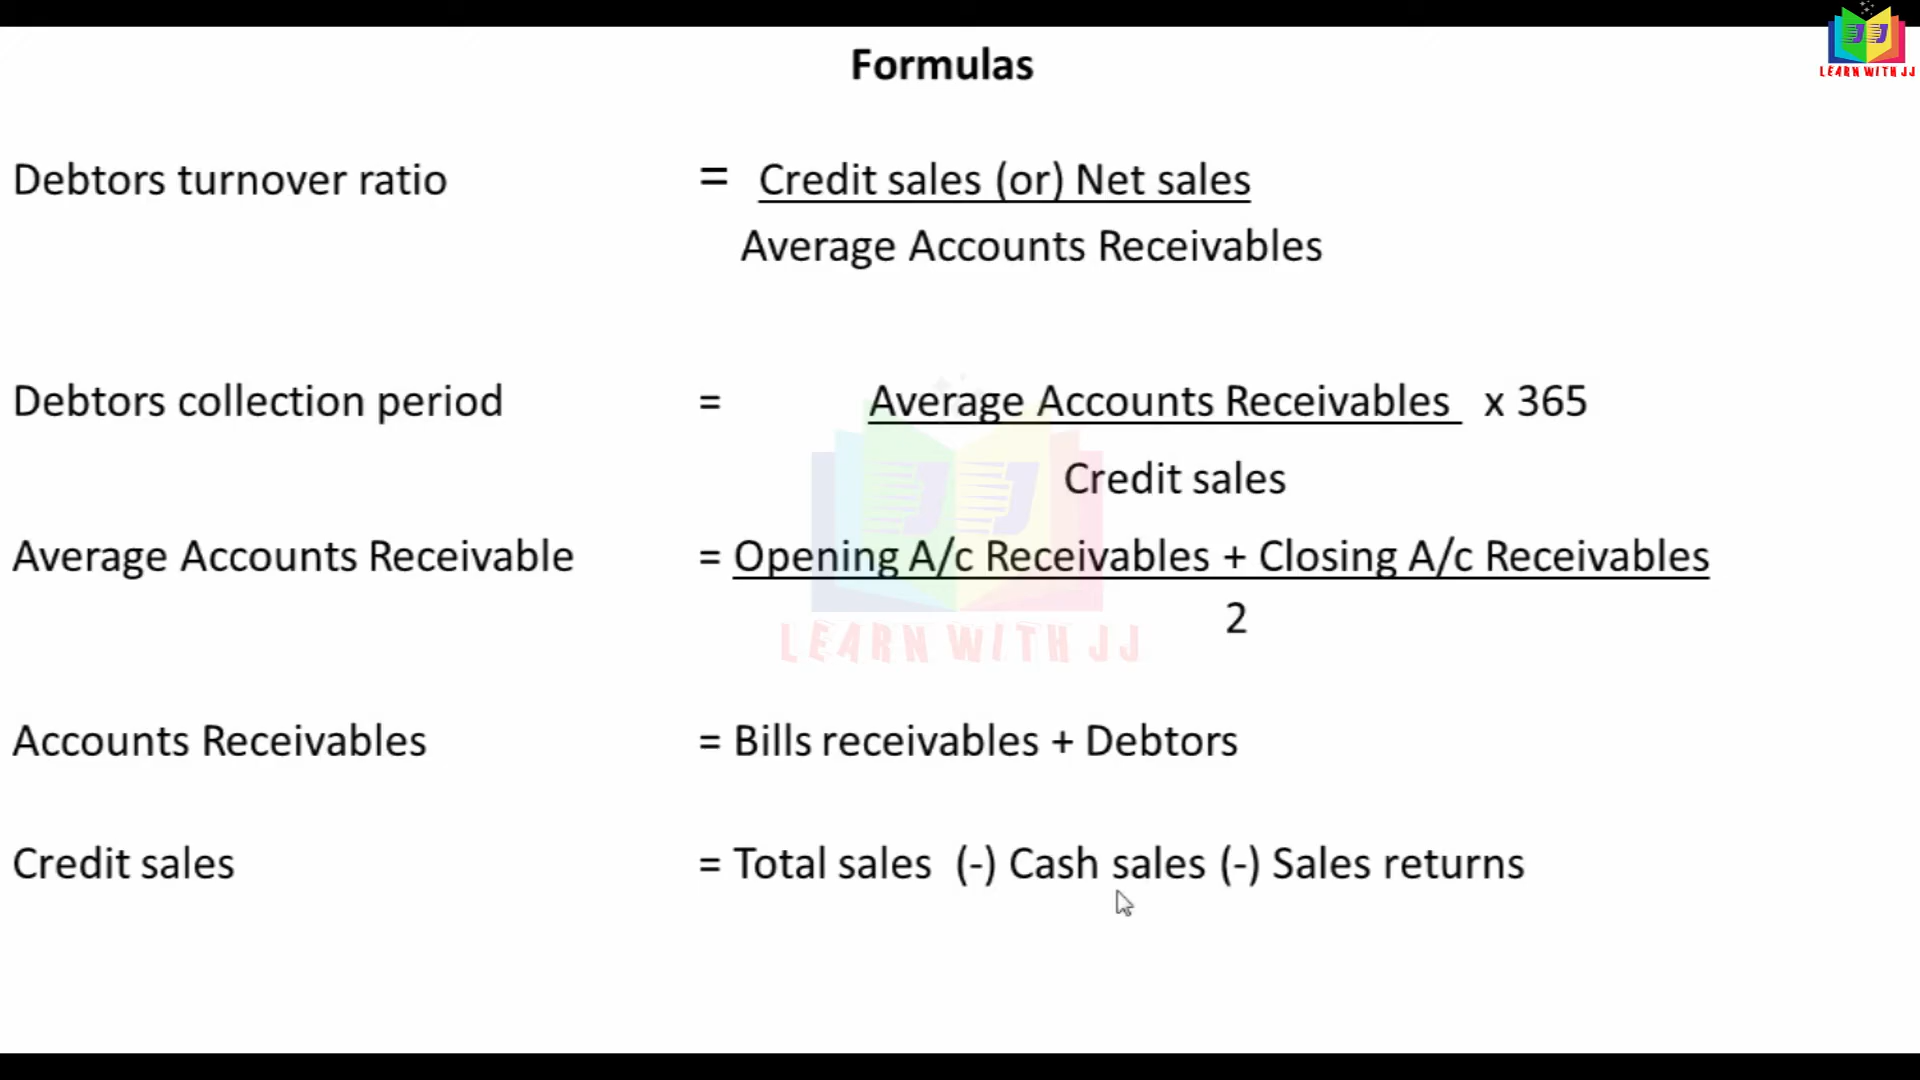 LEARN WITH JJ
Formulas
Debtors turnover ratio = Credit sales (or) Net sales
Average Accounts Receivables
Debtors collection period = Average Accounts Receivables x 365
Credit sales
Average Accounts Receivable = Opening A/c Receivables + Closing A/c Receivables
2
JJ
LEARN WITH JJ
Accounts Receivables = Bills receivables + Debtors
Credit sales = Total sales (-) Cash sales (-) Sales returns